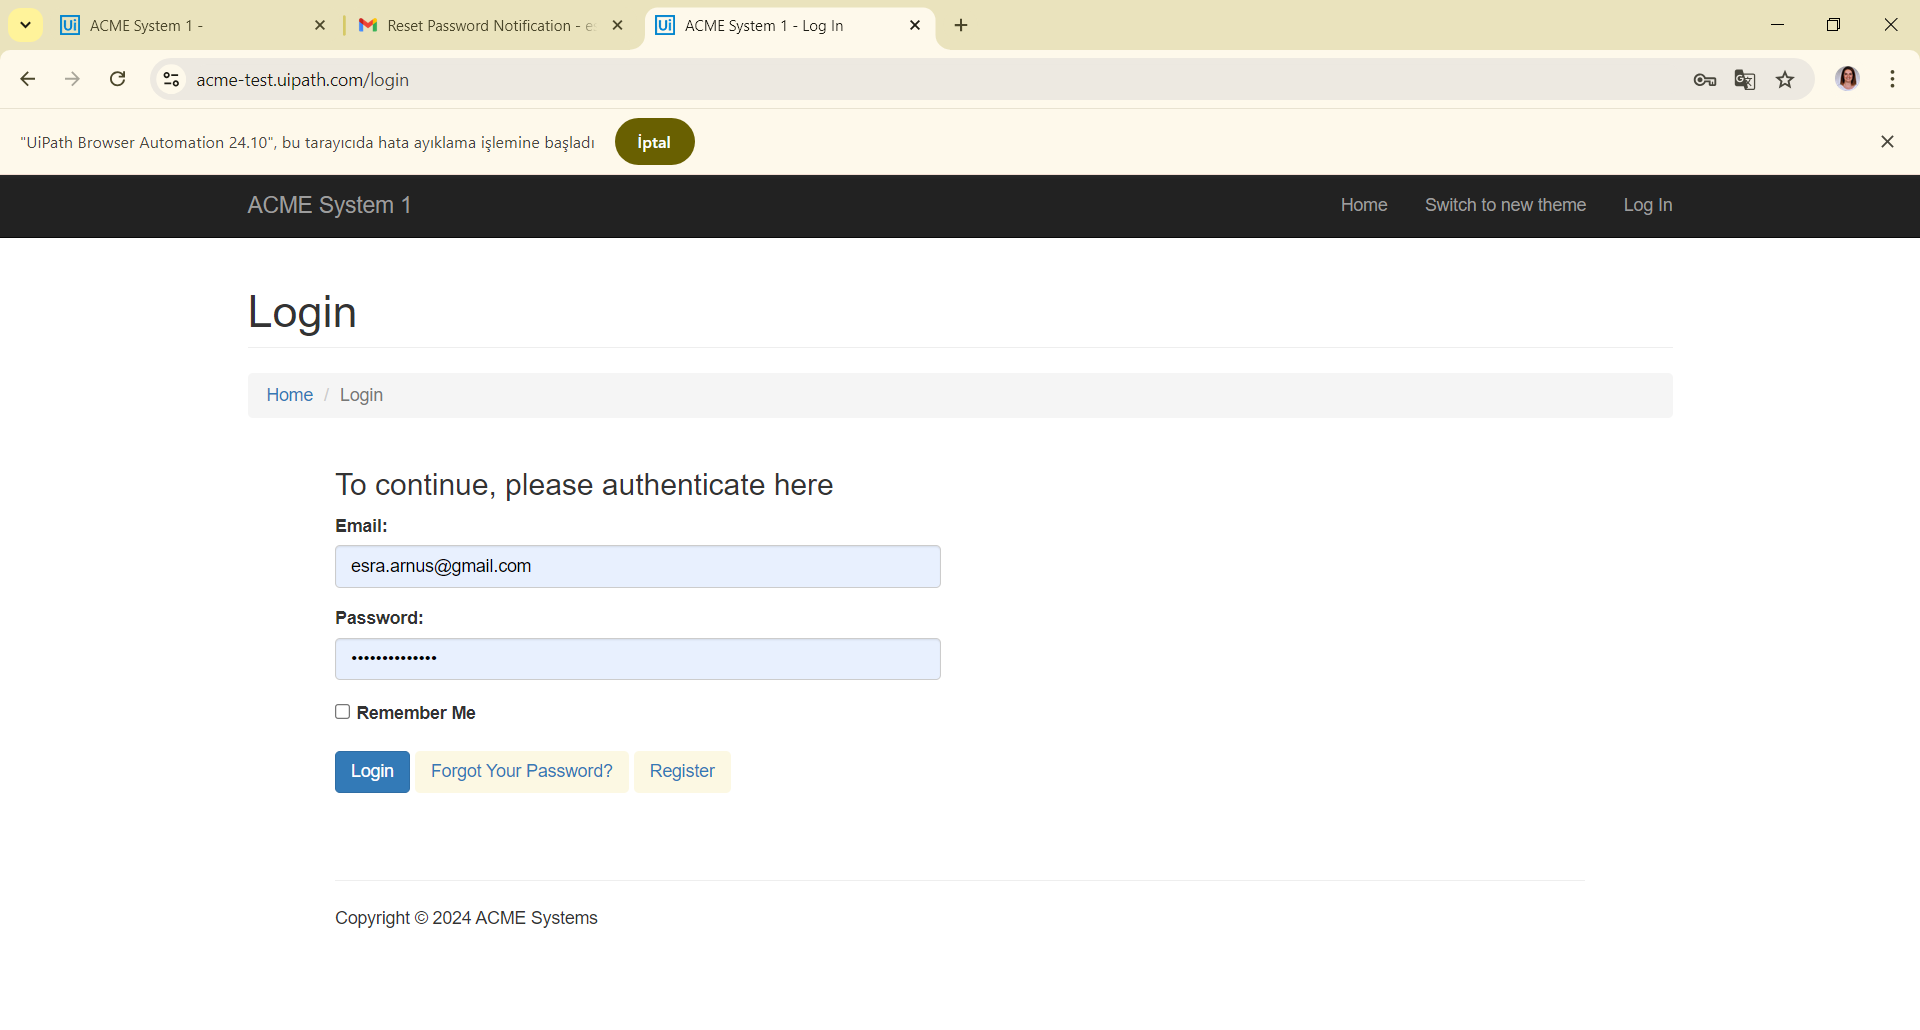 ACME System 1 -
Reset Password Notification - es
ACME System 1 - Log In
acme-test.uipath.com/login
"UiPath Browser Automation 24.10", bu tarayıcıda hata ayıklama işlemine başladı
İptal
ACME System 1
Home
Switch to new theme
Log In
Login
Home / Login
To continue, please authenticate here
Email:
esra.arnus@gmail.com
Password:
••••••••••••••
Remember Me
Login
Forgot Your Password?
Register
Copyright © 2024 ACME Systems